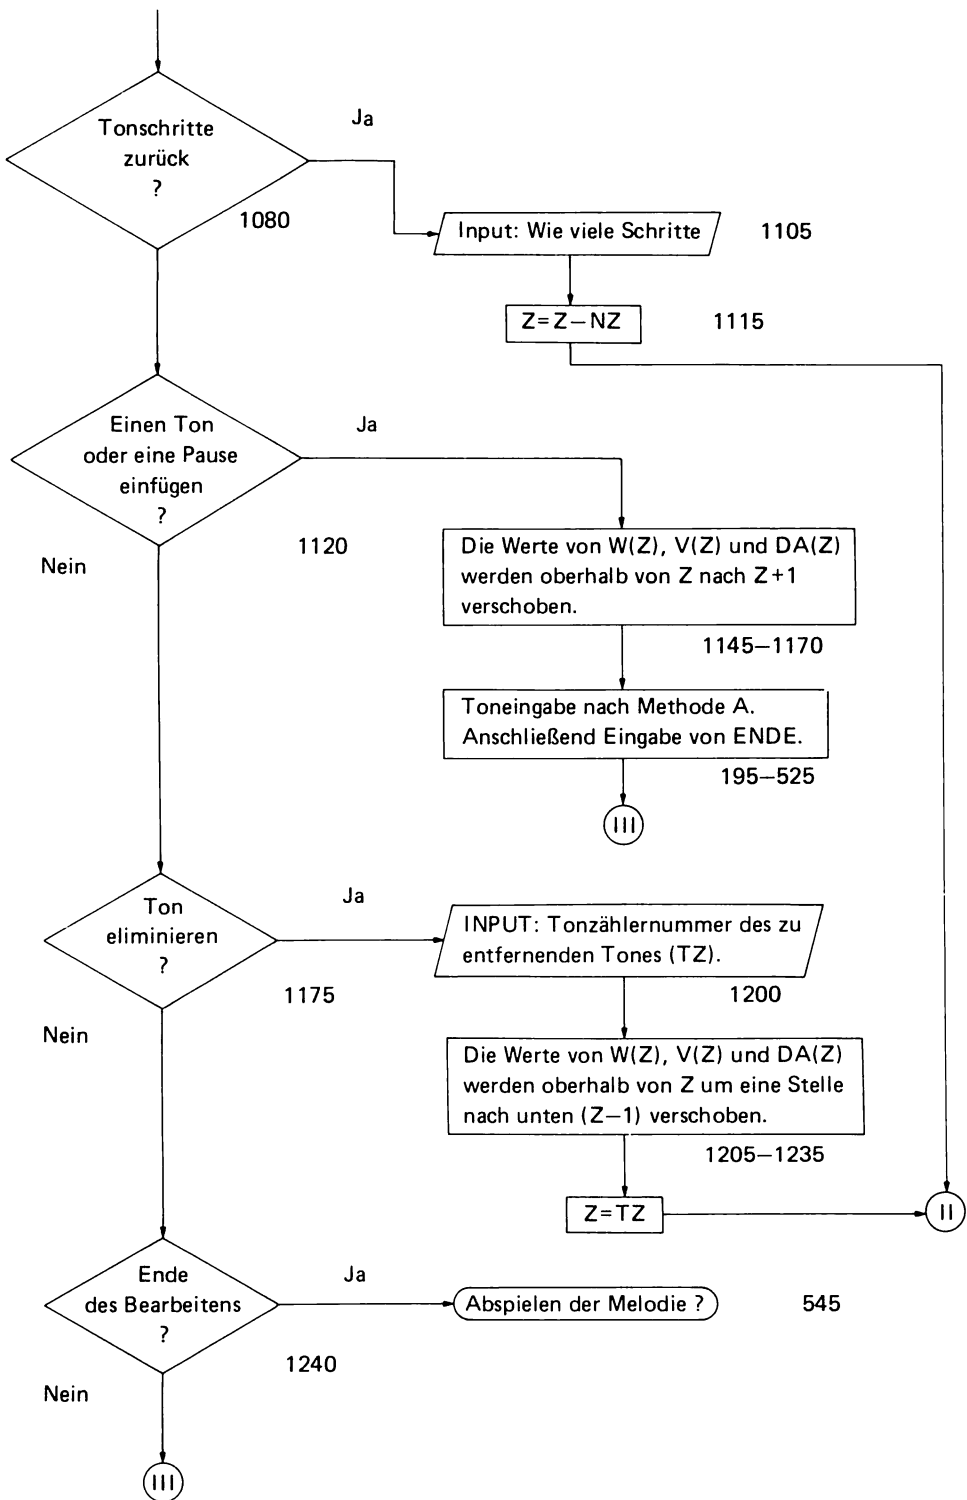 Tonschritte
zurück
?
Ja
1080
Input: Wie viele Schritte
1105
Z=Z−NZ
1115
Einen Ton
oder eine Pause
einfügen
?
Ja
1120
Nein
Die Werte von W(Z), V(Z) und DA(Z)
werden oberhalb von Z nach Z+1
verschoben.
1145−1170
Toneingabe nach Methode A.
Anschließend Eingabe von ENDE.
195−525
III
Ton
eliminieren
?
Ja
1175
Nein
INPUT: Tonzählernummer des zu
entfernenden Tones (TZ).
1200
Die Werte von W(Z), V(Z) und DA(Z)
werden oberhalb von Z um eine Stelle
nach unten (Z−1) verschoben.
1205−1235
Z=TZ
II
Ende
des Bearbeitens
?
Ja
1240
Nein
Abspielen der Melodie ?
545
III